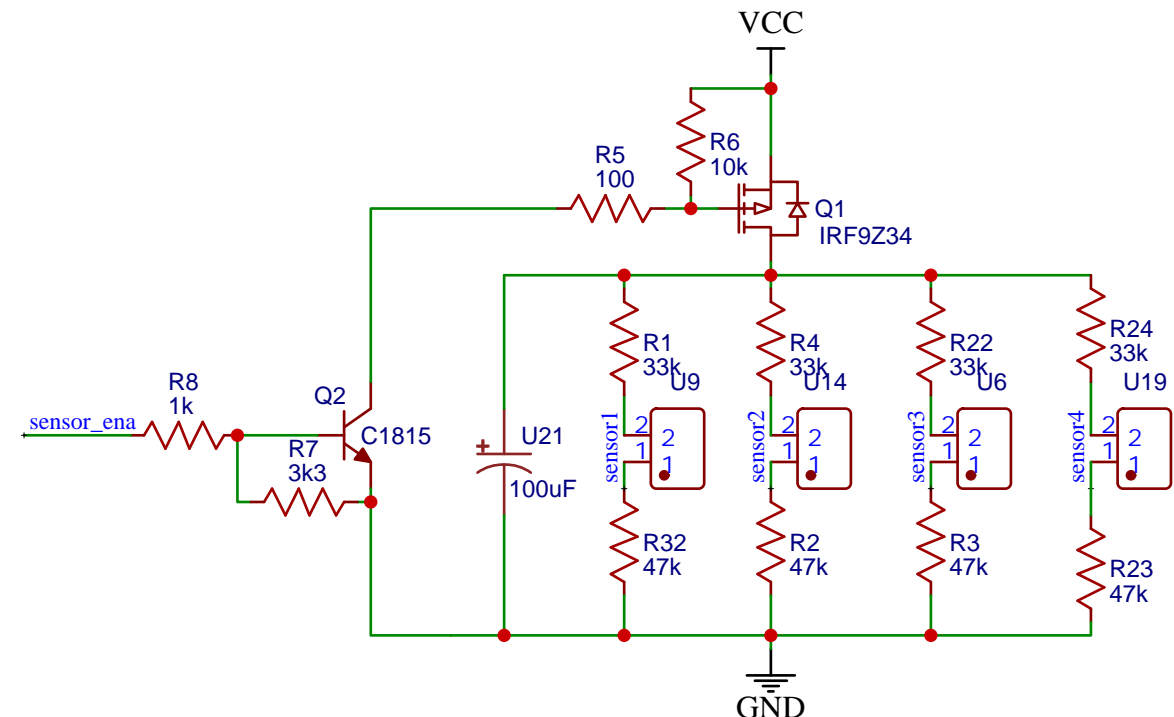 VCC
R6
10k
R5
100
Q1
IRF9Z34
R1
33k
U9
R4
33k
U14
R22
33k
U6
R24
33k
U19
R8
1k
sensor_ena
Q2
C1815
R7
3k3
+
U21
100uF
sensor1
2
1
2
1
sensor2
2
1
2
1
sensor3
2
1
2
1
sensor4
2
1
2
1
R32
47k
R2
47k
R3
47k
R23
47k
GND